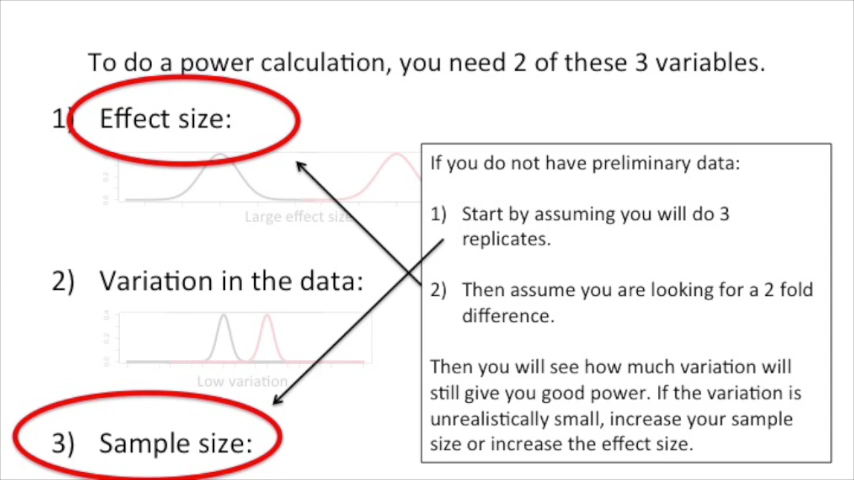 To do a power calculation, you need 2 of these 3 variables.
1) Effect size:
Large effect size
2) Variation in the data:
0.4
0.0
Low variation
3) Sample size:
If you do not have preliminary data:
1) Start by assuming you will do 3
replicates.
2) Then assume you are looking for a 2 fold
difference.
Then you will see how much variation will
still give you good power. If the variation is
unrealistically small, increase your sample
size or increase the effect size.